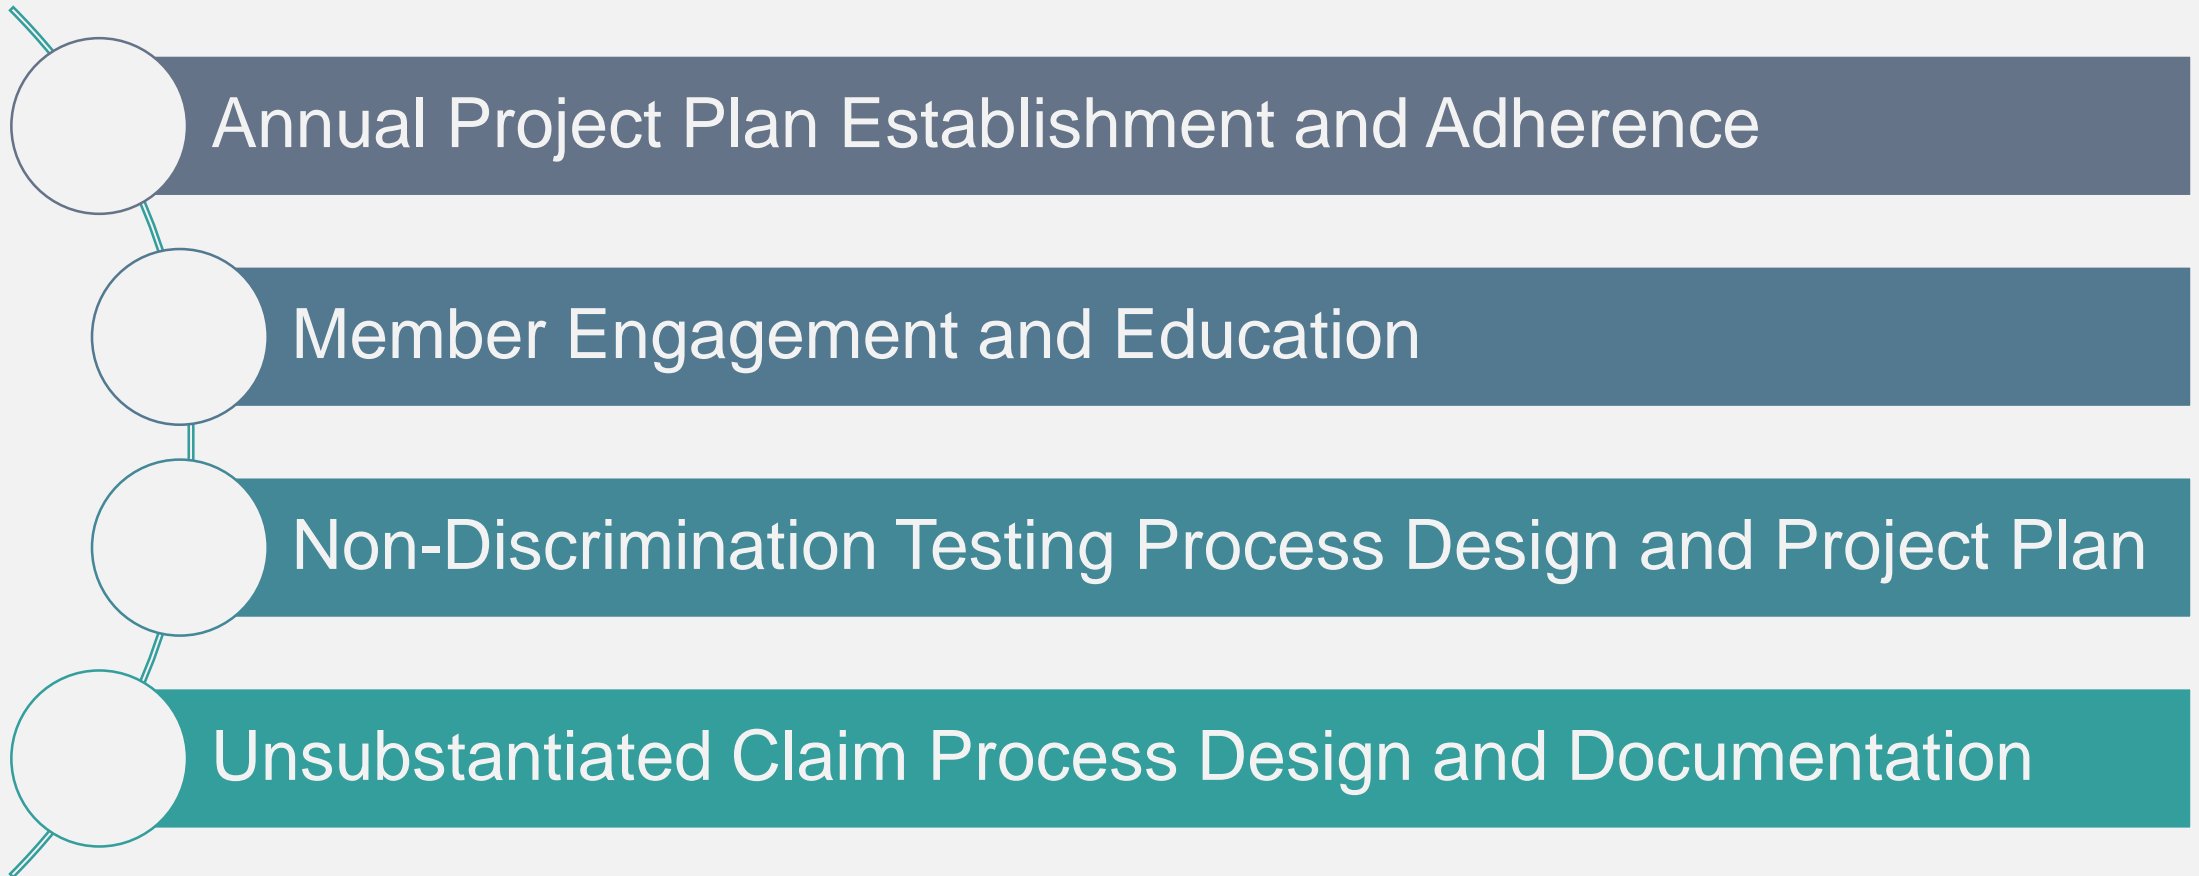 Annual Project Plan Establishment and Adherence
Member Engagement and Education
Non-Discrimination Testing Process Design and Project Plan
Unsubstantiated Claim Process Design and Documentation